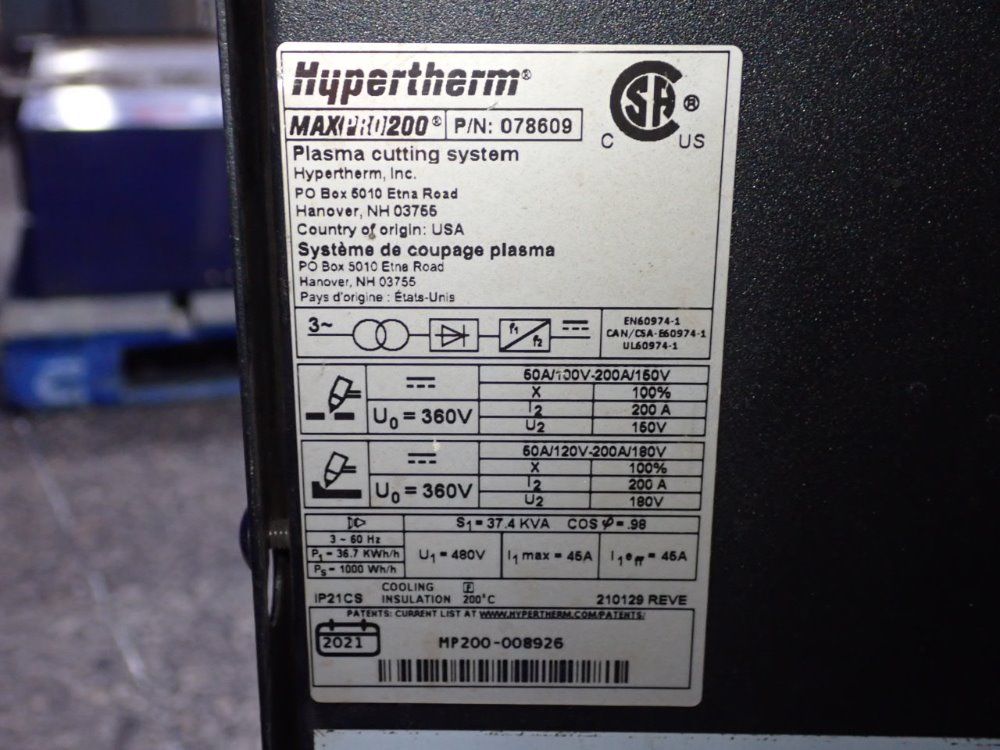 Hypertherm®
MAXPRO200® P/N: 078609
Plasma cutting system
Hypertherm, Inc.
PO Box 5010 Etna Road
Hanover, NH 03755
Country of origin: USA
Système de coupage plasma
PO Box 5010 Etna Road
Hanover, NH 03755
Pays d'origine : États-Unis
CSA ®
C US
3~ f1 f2
EN60974-1
CAN/CSA-E60974-1
UL60974-1
50A/100V-200A/150V
X 100%
U0 = 360V I2 200 A
U2 150V
50A/120V-200A/180V
X 100%
U0 = 360V I2 200 A
U2 180V
S1 = 37.4 KVA COS φ = .98
3 ~ 60 Hz
P1 = 36.7 KWh/h U1 = 480V I1 max = 45A I1eff = 45A
PS = 1000 Wh/h
COOLING F
IP21CS INSULATION 200°C 210129 REVE
PATENTS: CURRENT LIST AT WWW.HYPERTHERM.COM/PATENTS:
2021 MP200-008926